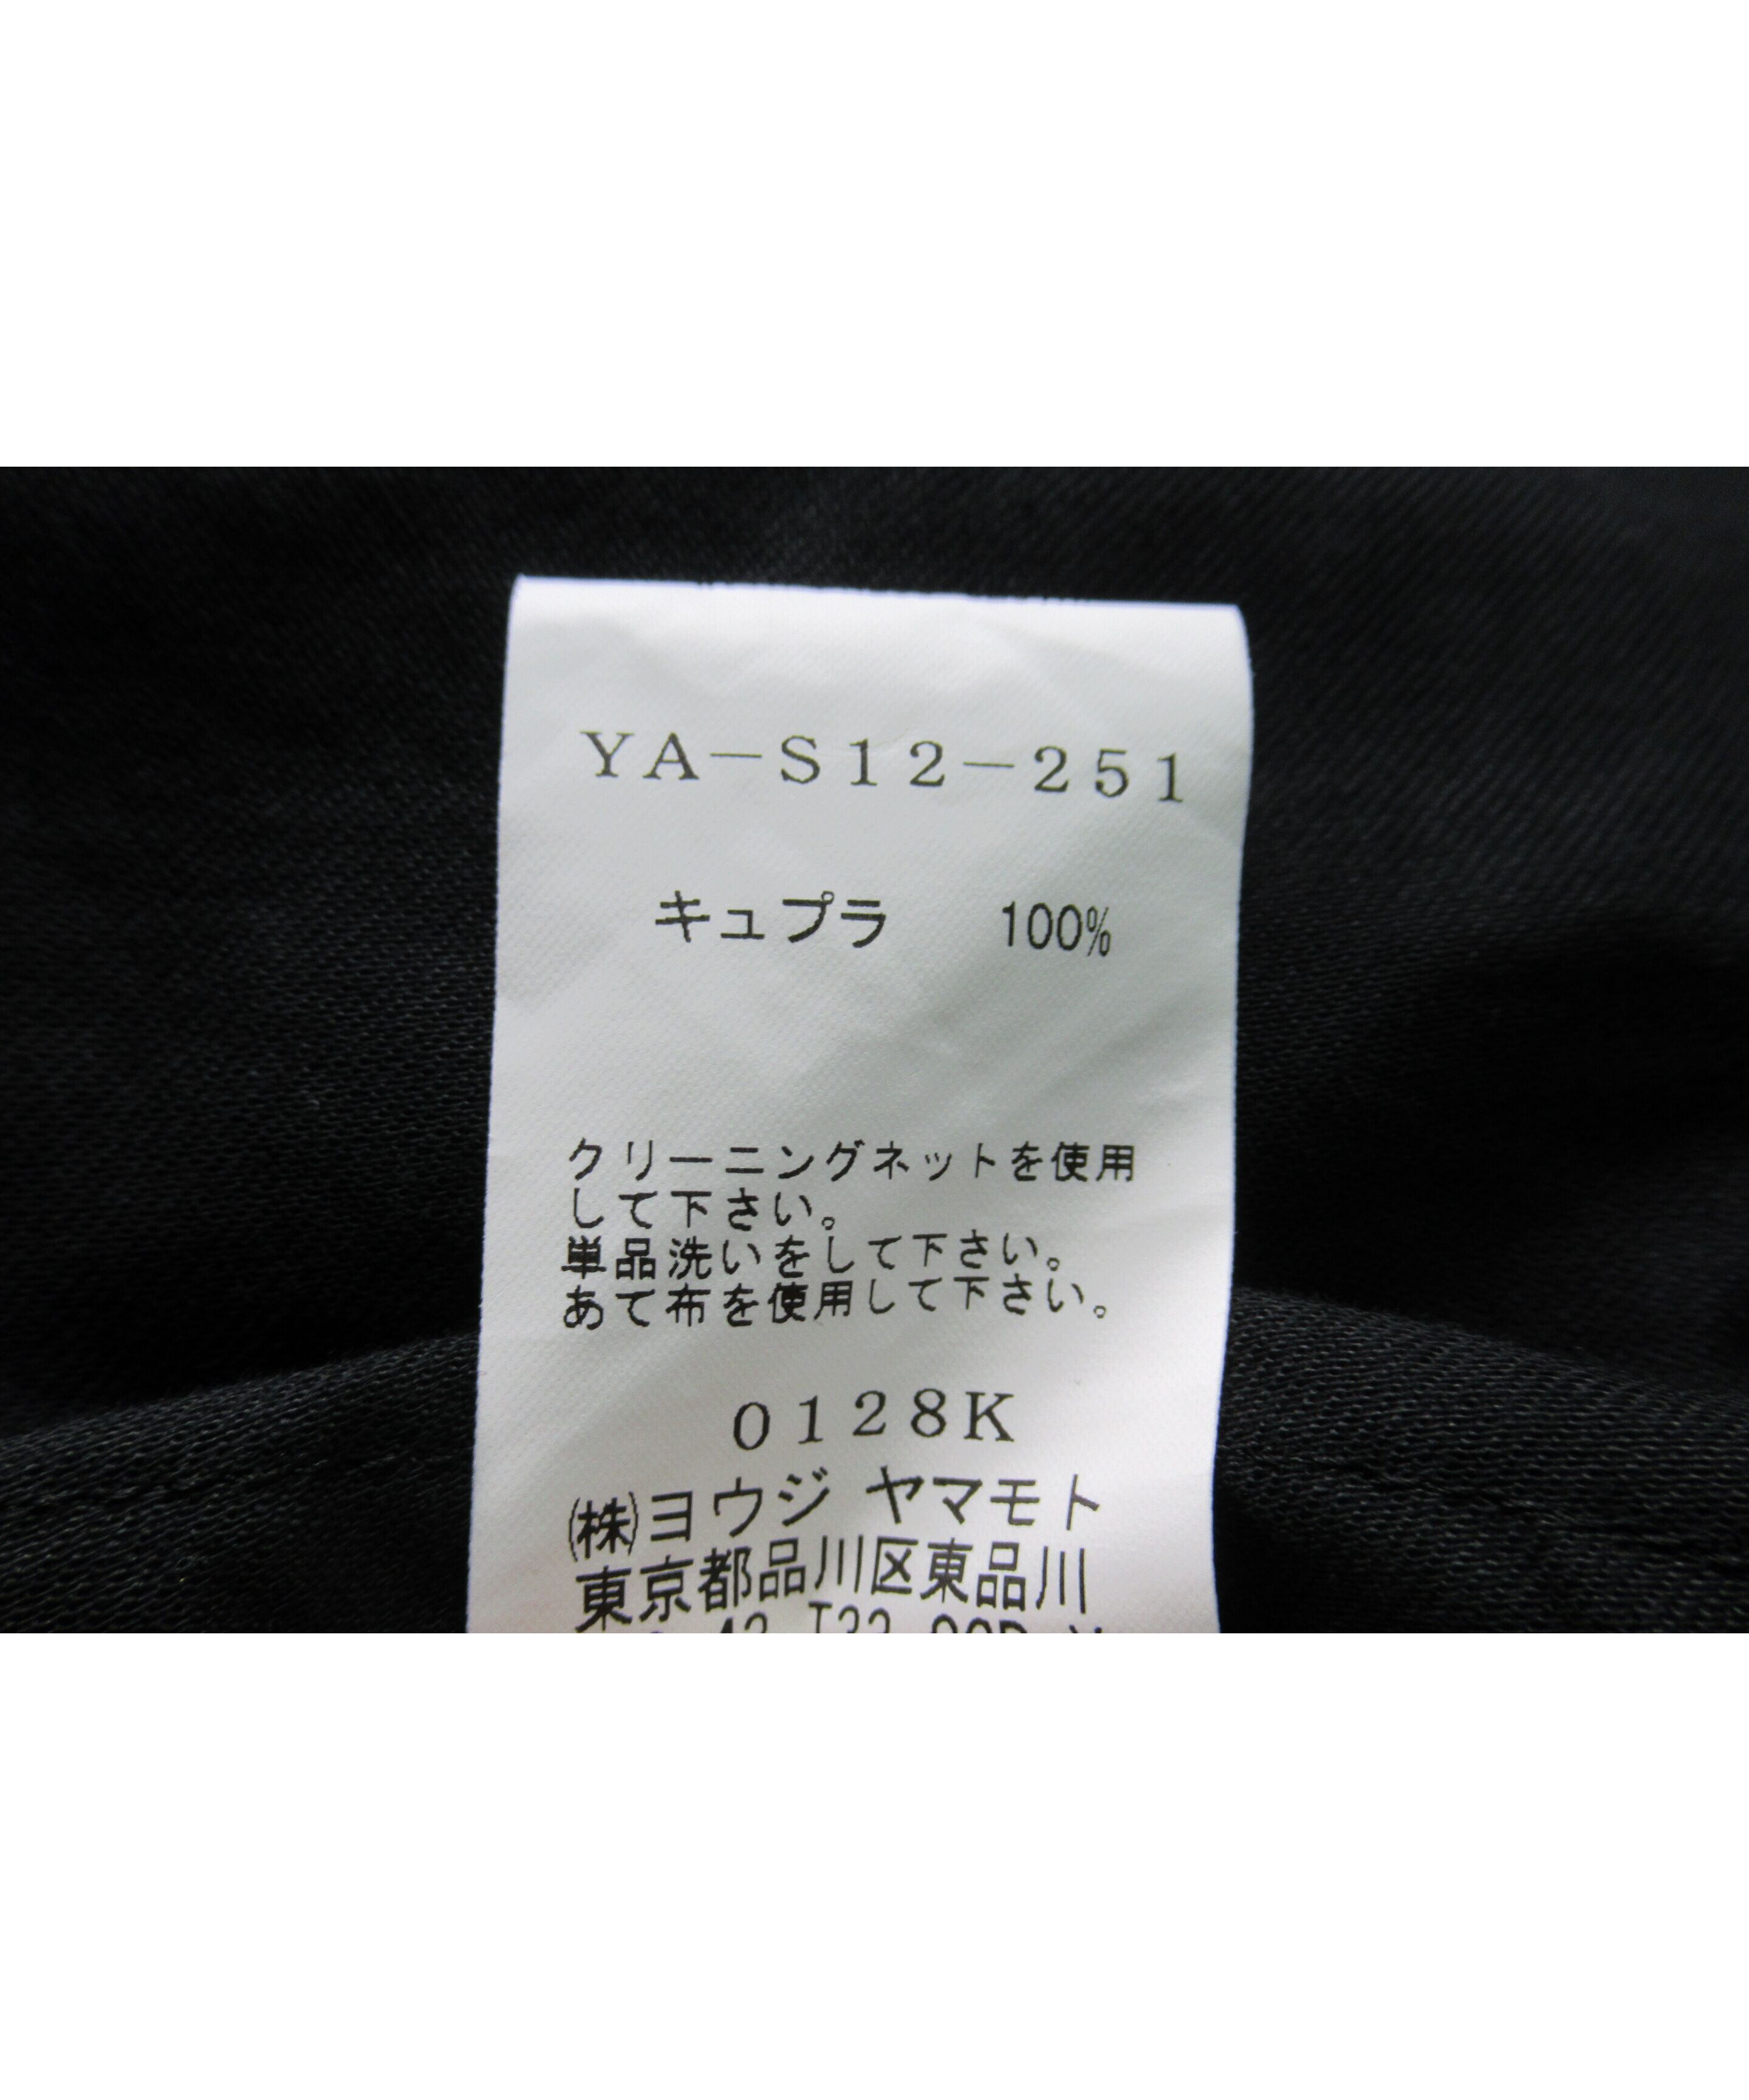 YA-S12-251
キュプラ 100%
クリーニングネットを使用
して下さい。
単品洗いをして下さい。
あて布を使用して下さい。
0128K
(株)ヨウジ ヤマモト
東京都品川区東品川